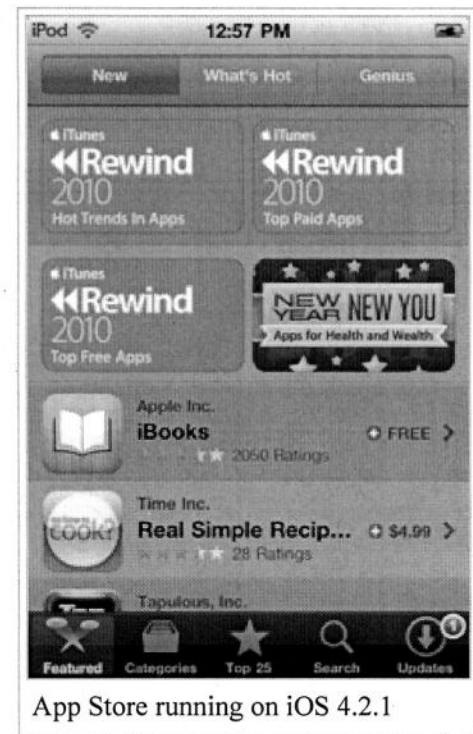 iPod 12:57 PM
New What's Hot Genius
iTunes
Rewind
2010
Hot Trends In Apps
iTunes
Rewind
2010
Top Paid Apps
iTunes
Rewind
2010
Top Free Apps
NEW YEAR NEW YOU
Apps for Health and Wealth
Apple Inc.
iBooks FREE
2050 Ratings
Time Inc.
COOK?
Real Simple Recip... $4.99
28 Ratings
Tapulous, Inc.
Featured Categories Top 25 Search Updates 1
App Store running on iOS 4.2.1